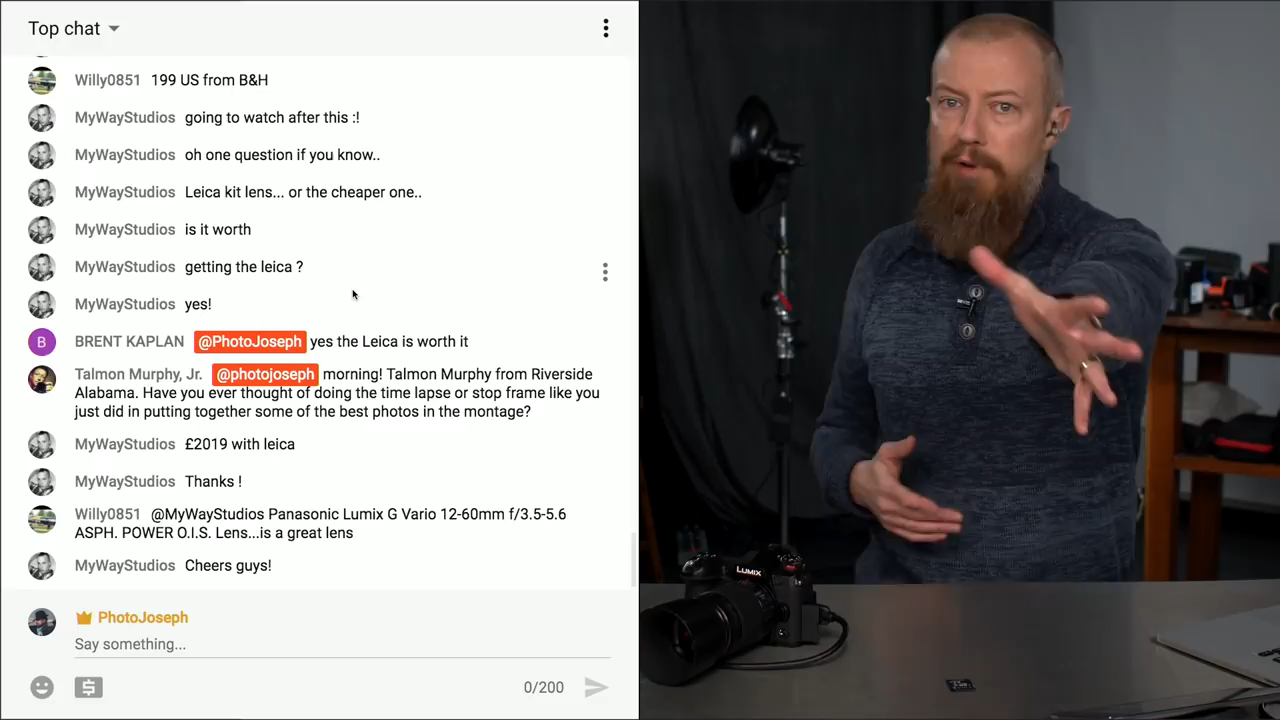 Top chat
Willy0851 199 US from B&H
MyWayStudios going to watch after this :!
MyWayStudios oh one question if you know..
MyWayStudios Leica kit lens... or the cheaper one..
MyWayStudios is it worth
MyWayStudios getting the leica ?
MyWayStudios yes!
B BRENT KAPLAN @PhotoJoseph yes the Leica is worth it
Talmon Murphy, Jr. @photojoseph morning! Talmon Murphy from Riverside
Alabama. Have you ever thought of doing the time lapse or stop frame like you
just did in putting together some of the best photos in the montage?
MyWayStudios £2019 with leica
MyWayStudios Thanks !
Willy0851 @MyWayStudios Panasonic Lumix G Vario 12-60mm f/3.5-5.6
ASPH. POWER O.I.S. Lens...is a great lens
MyWayStudios Cheers guys!
PhotoJoseph
Say something...
0/200
LUMIX